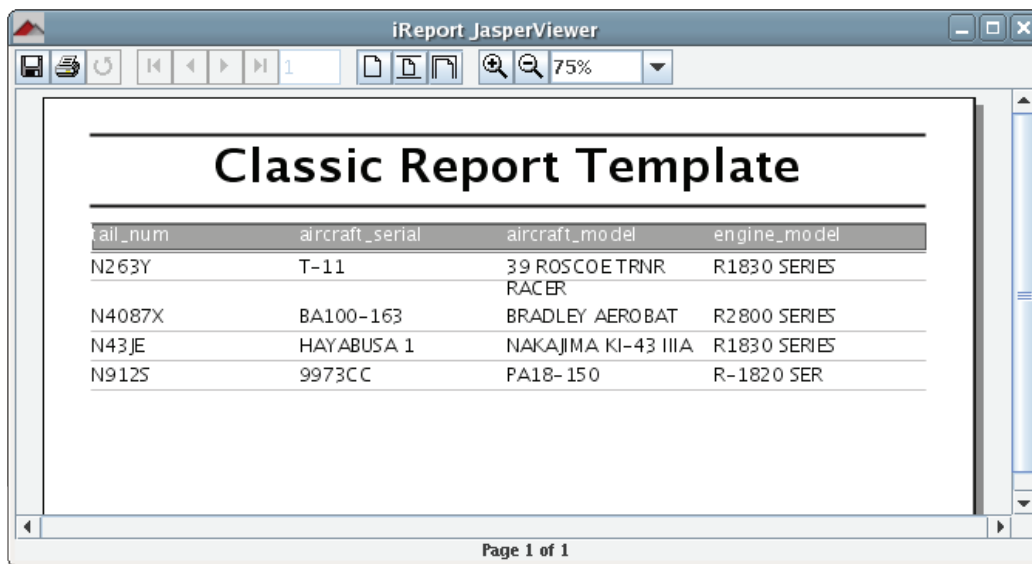 iReport JasperViewer
1
75%
Classic Report Template
tail_num aircraft_serial aircraft_model engine_model
N263Y T-11 39 ROSCOE TRNR R1830 SERIES
RACER
N4087X BA100-163 BRADLEY AEROBAT R2800 SERIES
N43JE HAYABUSA 1 NAKAJIMA KI-43 IIIA R1830 SERIES
N912S 9973CC PA18-150 R-1820 SER
Page 1 of 1